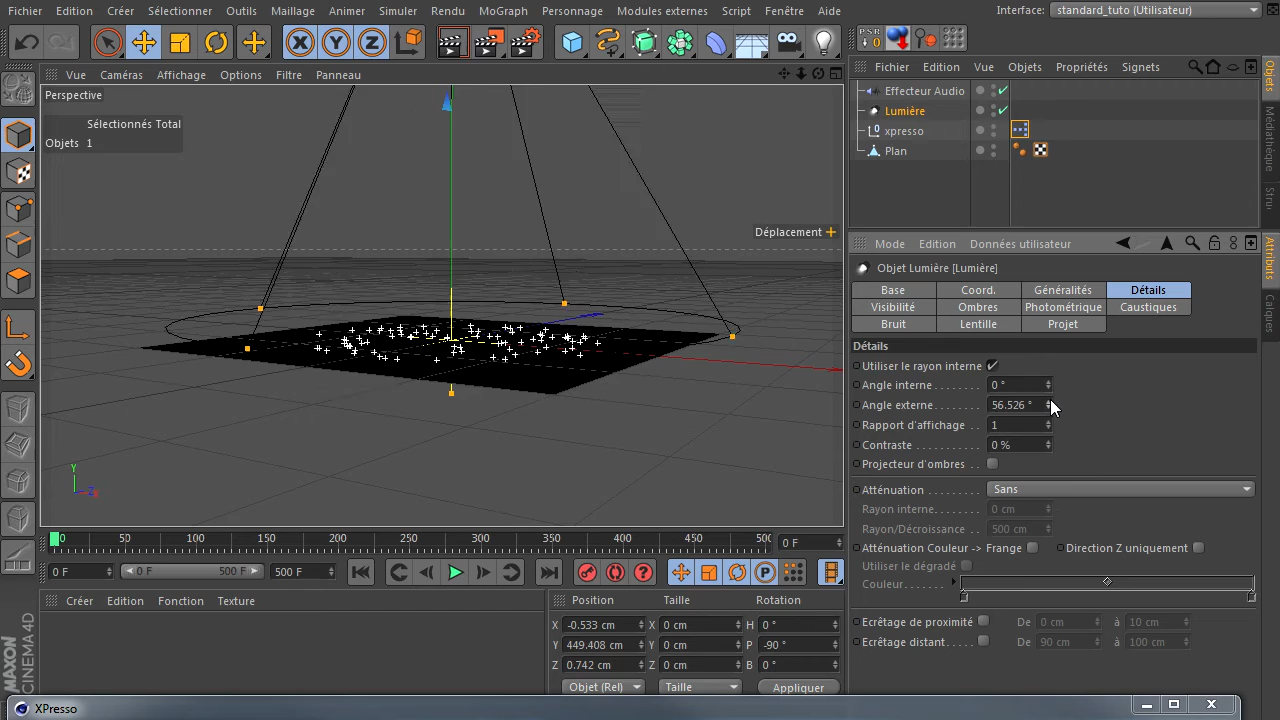 Fichier Edition Créer Sélectionner Outils Maillage Animer Simuler Rendu MoGraph Personnage Modules externes Script Fenêtre Aide Interface: standard_tuto (Utilisateur)
PSR
0
Vue Caméras Affichage Options Filtre Panneau
Fichier Edition Vue Objets Propriétés Signets
Perspective
Sélectionnés Total
Objets 1
Déplacement
Y
Z
X
Effecteur Audio
Lumière
xpresso
Plan
Objets
Médiathèque
Stru
Mode Edition Données utilisateur
Objet Lumière [Lumière]
Base Coord. Généralités Détails
Visibilité Ombres Photométrique Caustiques
Bruit Lentille Projet
Détails
Utiliser le rayon interne
Angle interne 0 °
Angle externe 56.526 °
Rapport d'affichage 1
Contraste 0 %
Projecteur d'ombres
Atténuation Sans
Rayon interne 0 cm
Rayon/Décroissance 500 cm
Atténuation Couleur -> Frange Direction Z uniquement
Utiliser le dégradé
Couleur
Ecrêtage de proximité De 0 cm à 10 cm
Ecrêtage distant De 90 cm à 100 cm
Attributs
Calques
0 50 100 150 200 250 300 350 400 450 500 0 F
0 F 0 F 500 F 500 F
Créer Edition Fonction Texture
Position Taille Rotation
X -0.533 cm X 0 cm H 0 °
Y 449.408 cm Y 0 cm P -90 °
Z 0.742 cm Z 0 cm B 0 °
Objet (Rel) Taille Appliquer
MAXON
CINEMA 4D
XPresso